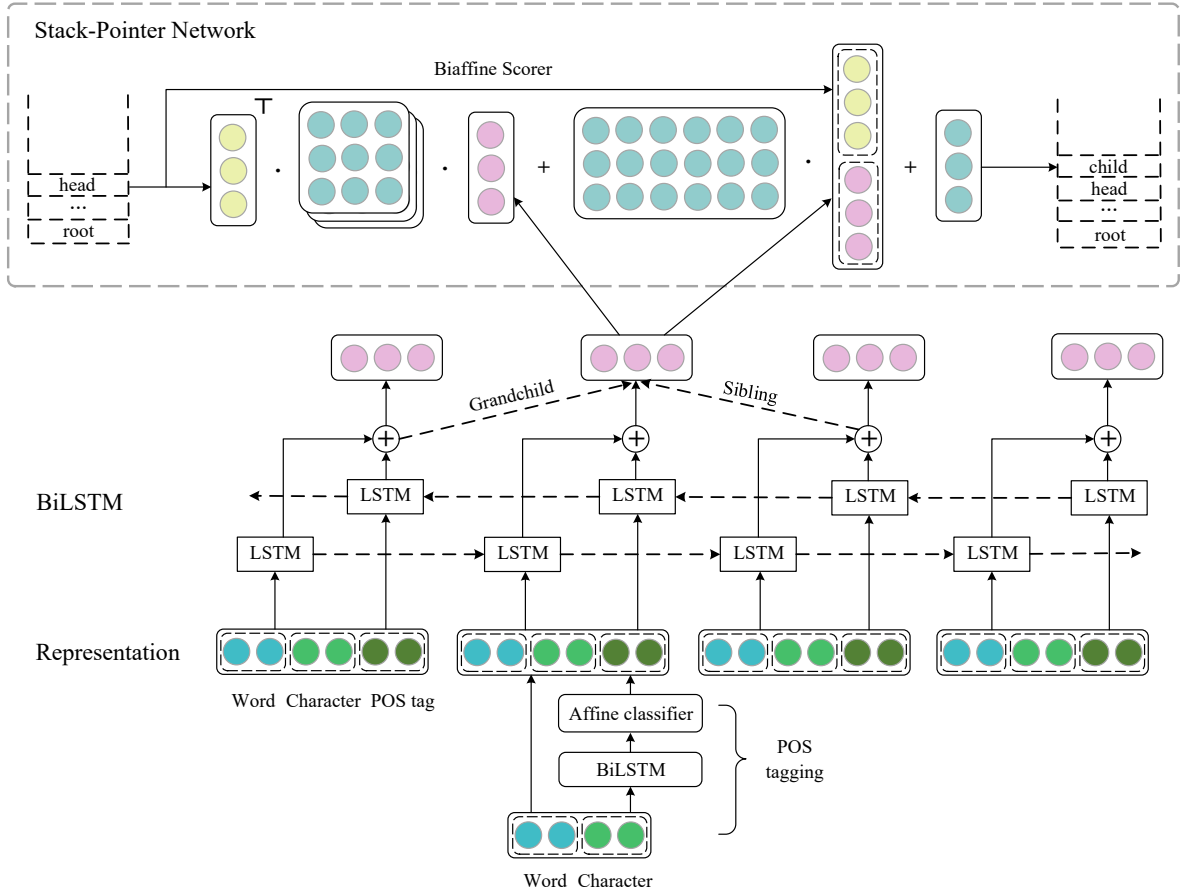 Stack-Pointer Network
Biaffine Scorer
T
head
...
root
·
·
+
·
+
child
head
...
root
Grandchild
Sibling
+
+
+
+
BiLSTM
LSTM
LSTM
LSTM
LSTM
LSTM
LSTM
LSTM
LSTM
Representation
Word Character POS tag
Affine classifier
BiLSTM
POS
tagging
Word Character